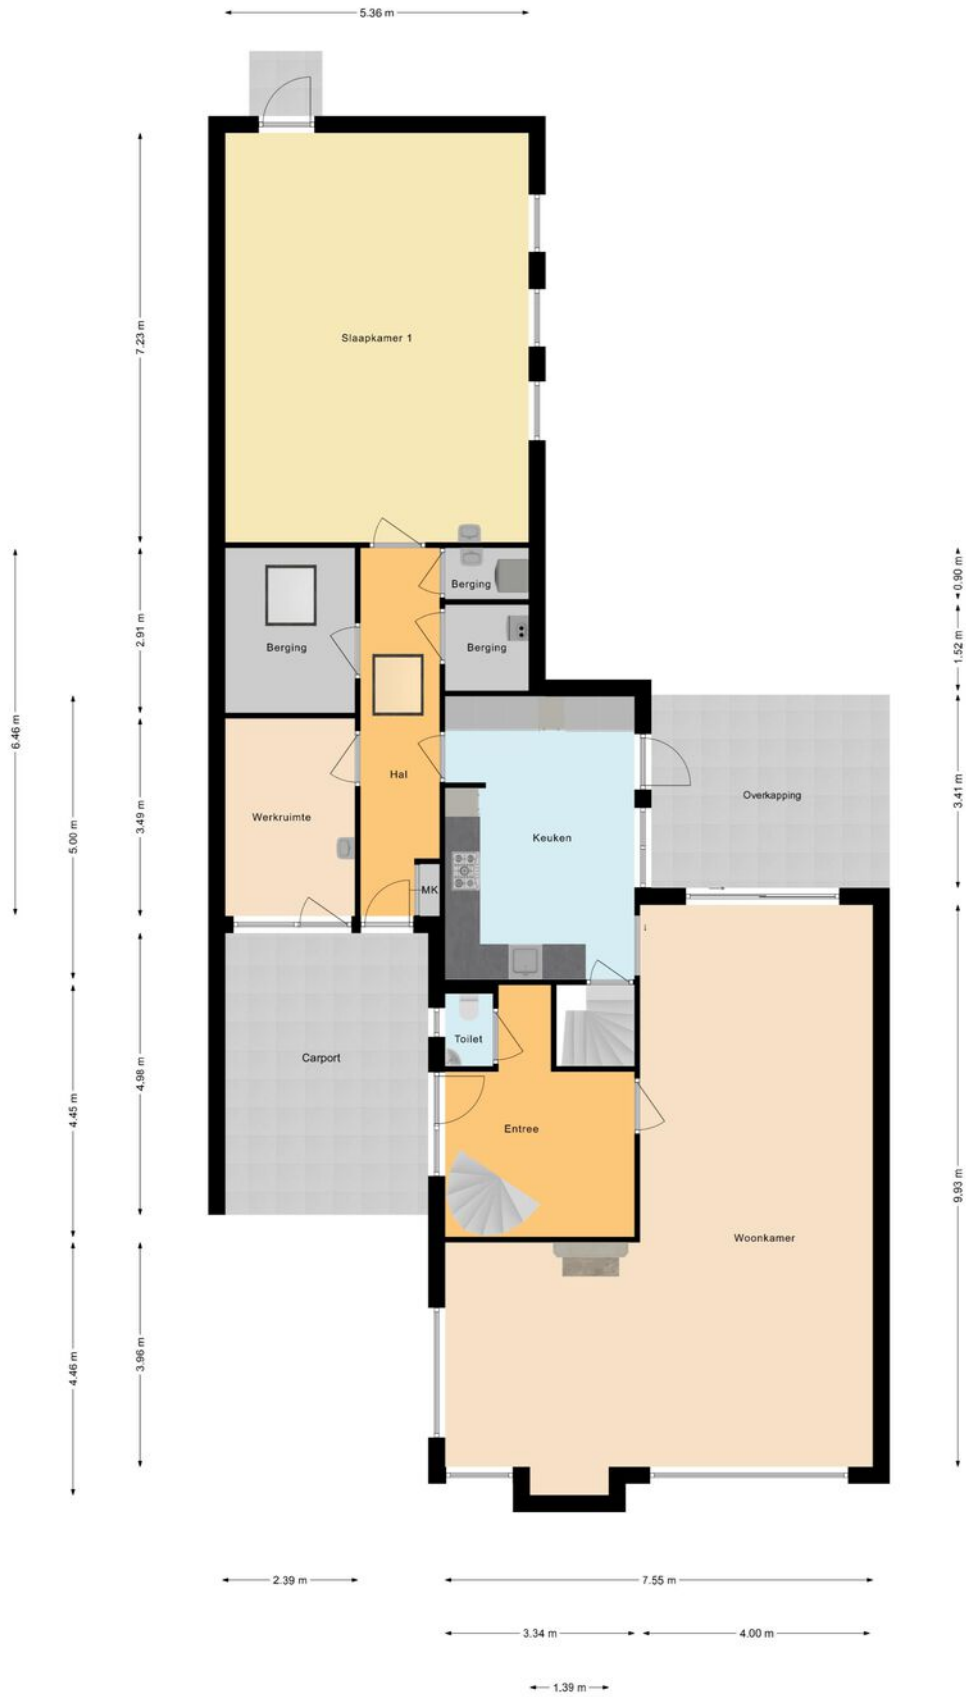 5.36 m
7.23 m
Slaapkamer 1
6.46 m
2.91 m
Berging
Berging
Berging
0.90 m
1.52 m
5.00 m
3.49 m
Werkruimte
Hal
MK
Keuken
Overkapping
3.41 m
4.45 m
4.98 m
Carport
Toilet
Entree
Woonkamer
9.93 m
4.46 m
3.96 m
2.39 m
7.55 m
3.34 m
4.00 m
1.39 m